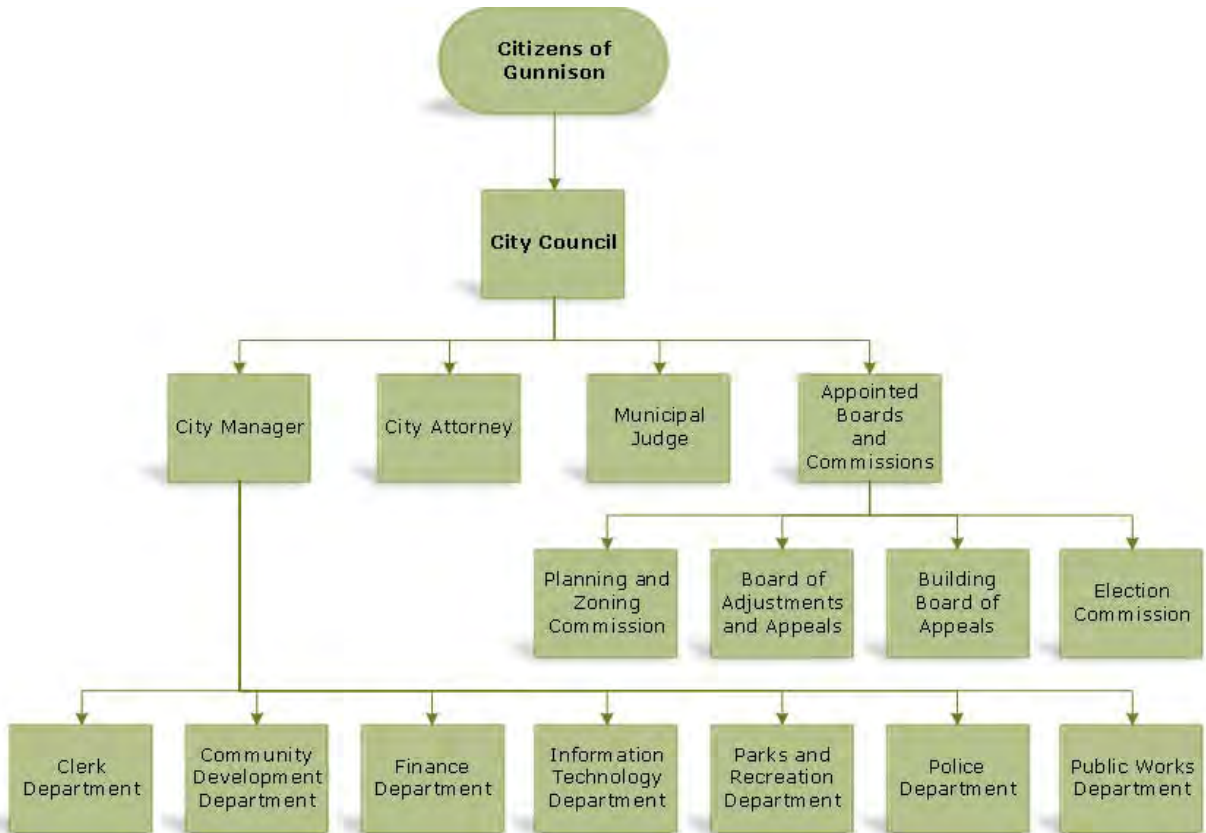 Citizens of
Gunnison
City Council
City Manager
City Attorney
Municipal
Judge
Appointed
Boards
and
Commissions
Planning and
Zoning
Commission
Board of
Adjustments
and Appeals
Building
Board of
Appeals
Election
Commission
Clerk
Department
Community
Development
Department
Finance
Department
Information
Technology
Department
Parks and
Recreation
Department
Police
Department
Public Works
Department